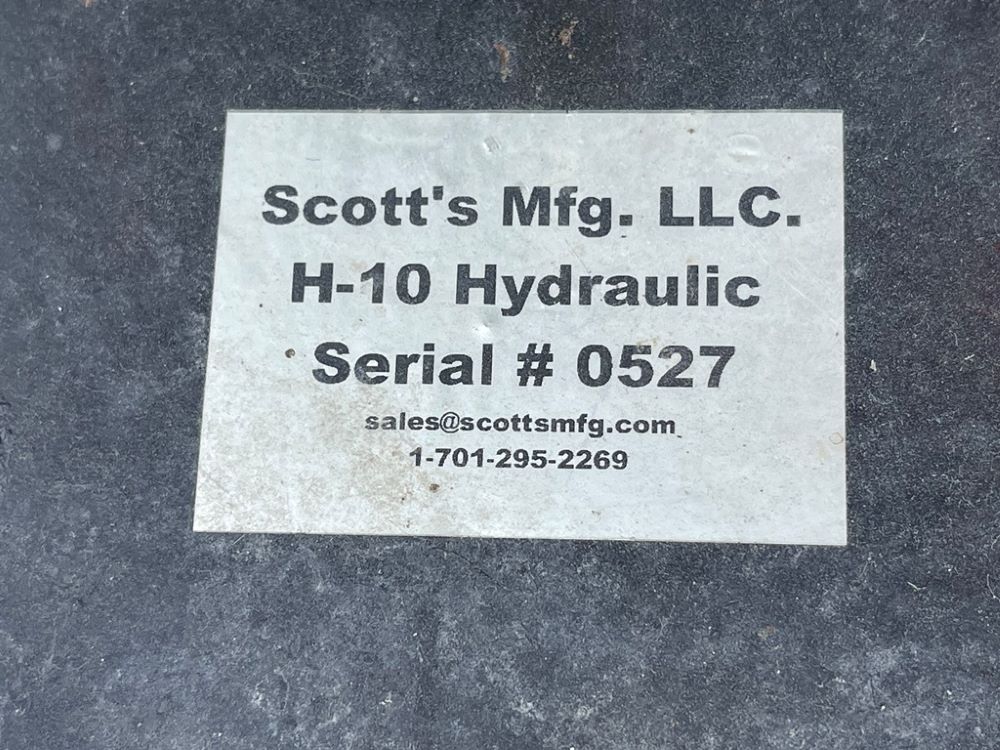 Scott's Mfg. LLC.
H-10 Hydraulic
Serial # 0527
sales@scottsmfg.com
1-701-295-2269